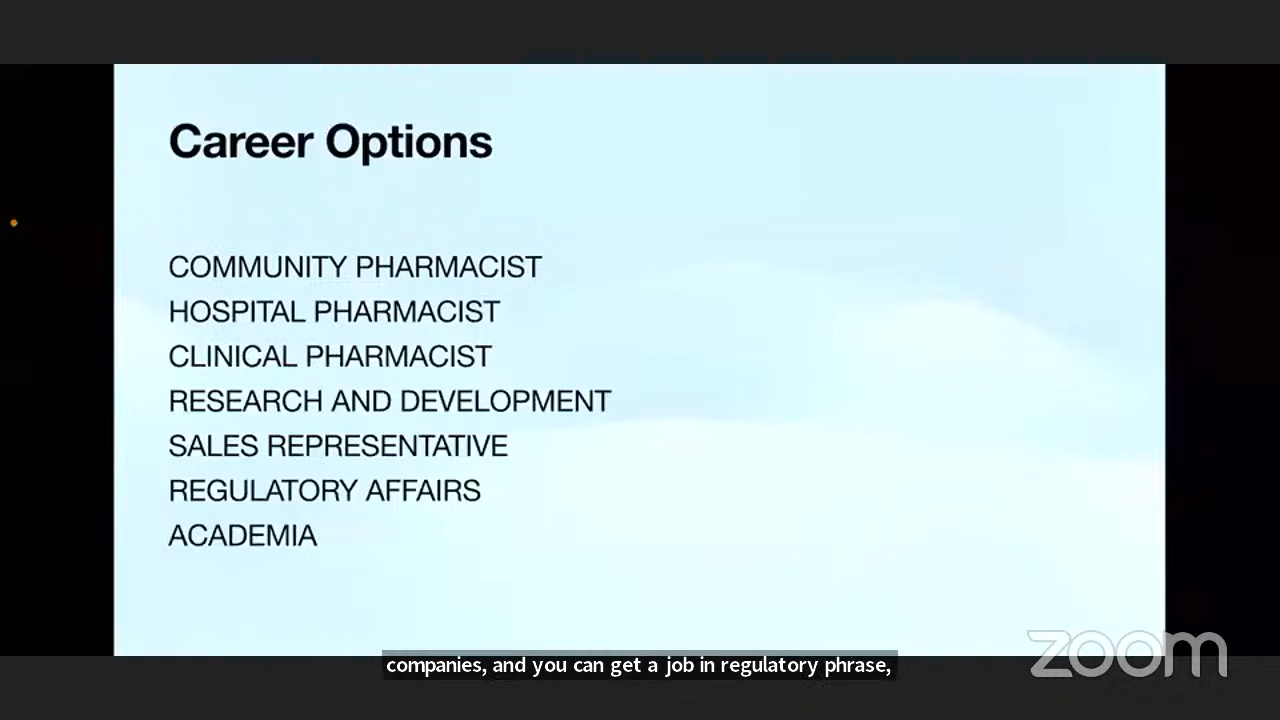 Career Options
COMMUNITY PHARMACIST
HOSPITAL PHARMACIST
CLINICAL PHARMACIST
RESEARCH AND DEVELOPMENT
SALES REPRESENTATIVE
REGULATORY AFFAIRS
ACADEMIA
zoom
companies, and you can get a job in regulatory phrase,